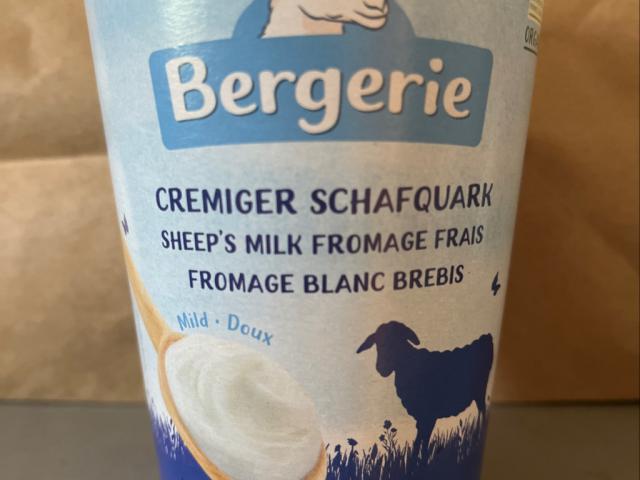 Bergerie
CREMIGER SCHAFQUARK
SHEEP'S MILK FROMAGE FRAIS
FROMAGE BLANC BREBIS
Mild · Doux